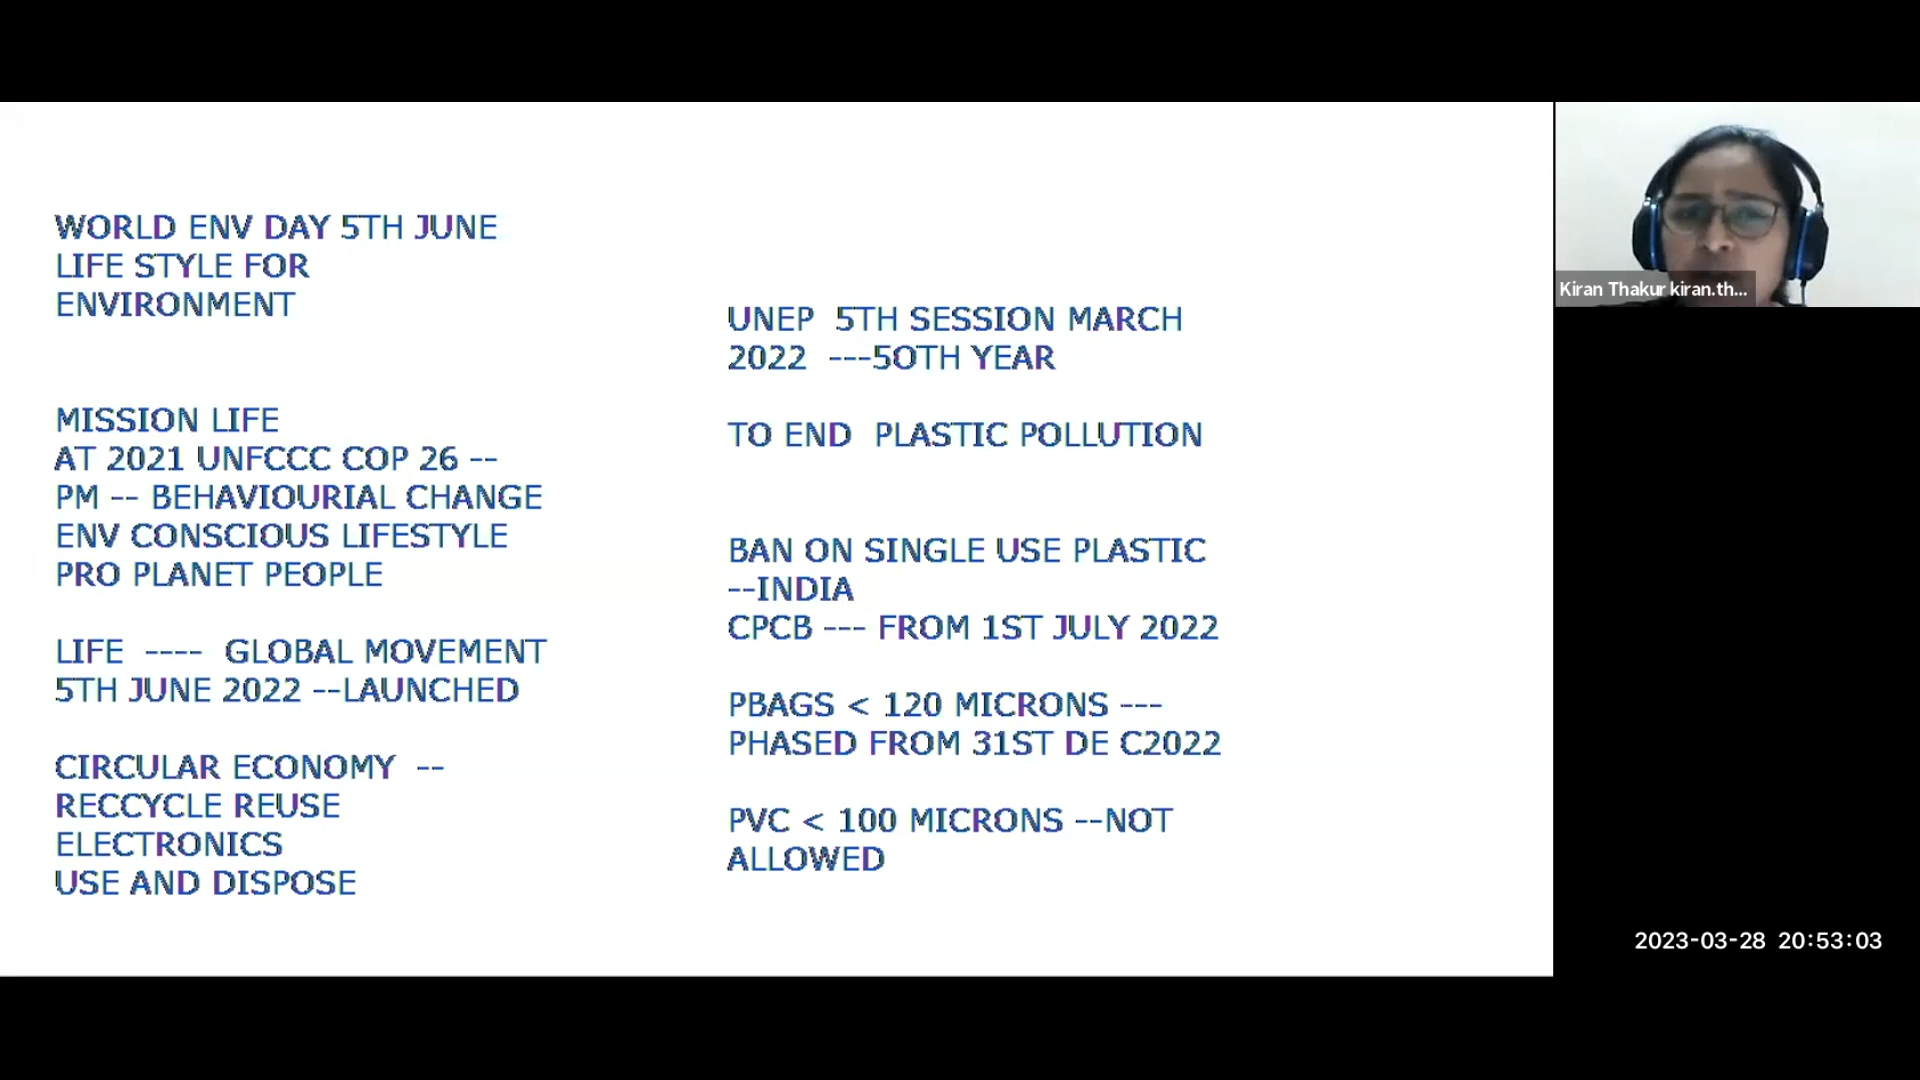 WORLD ENV DAY 5TH JUNE
LIFE STYLE FOR
ENVIRONMENT
MISSION LIFE
AT 2021 UNFCCC COP 26 --
PM -- BEHAVIOURIAL CHANGE
ENV CONSCIOUS LIFESTYLE
PRO PLANET PEOPLE
LIFE ---- GLOBAL MOVEMENT
5TH JUNE 2022 --LAUNCHED
CIRCULAR ECONOMY --
RECCYCLE REUSE
ELECTRONICS
USE AND DISPOSE
UNEP 5TH SESSION MARCH
2022 ---5OTH YEAR
TO END PLASTIC POLLUTION
BAN ON SINGLE USE PLASTIC
--INDIA
CPCB --- FROM 1ST JULY 2022
PBAGS < 120 MICRONS ---
PHASED FROM 31ST DE C2022
PVC < 100 MICRONS --NOT
ALLOWED
Kiran Thakur kiran.th...
2023-03-28 20:53:03